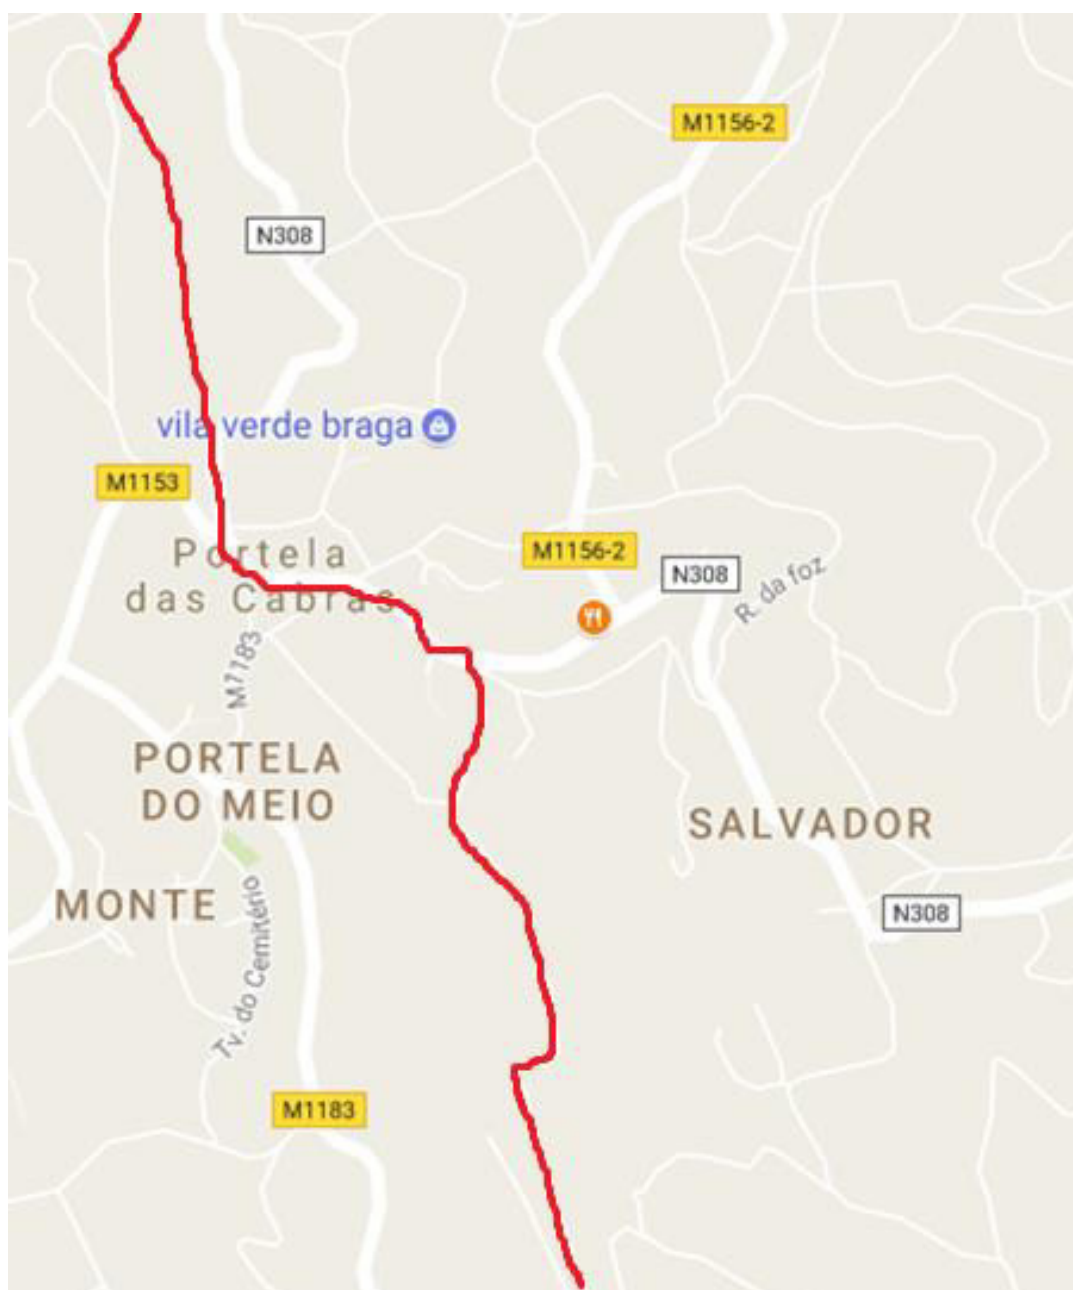 M1156-2
N308
vila verde braga
M1153
Portela
das Cabras
M1156-2
N308
R. da foz
M1183
PORTELA
DO MEIO
SALVADOR
MONTE
N308
Tv. do Cemitério
M1183